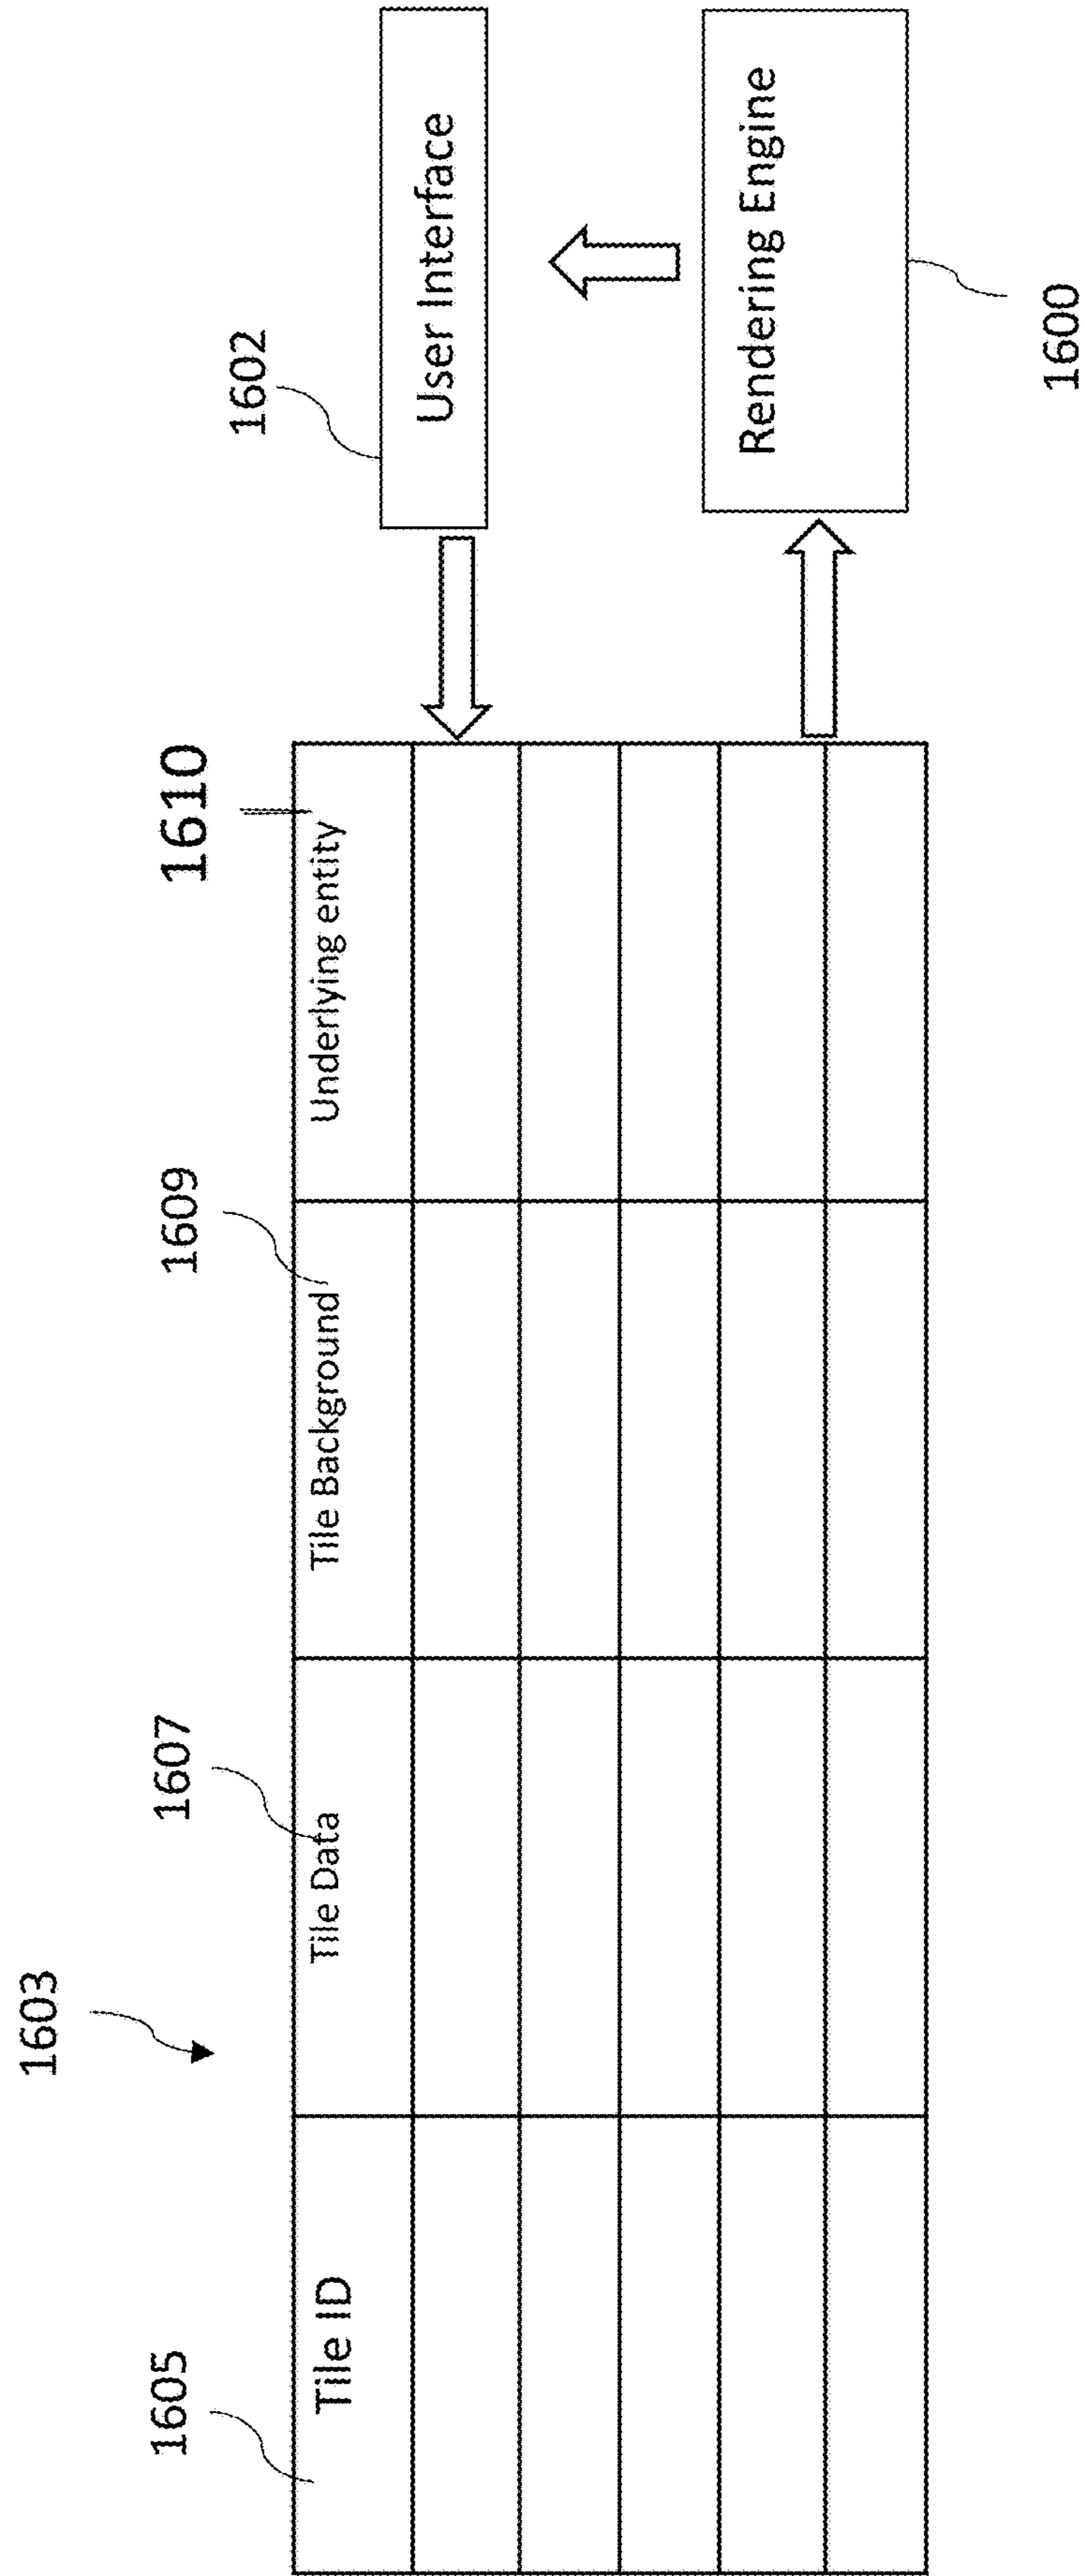 1603
1605
1607
1609
1610
1602
Tile ID
Tile Data
Tile Background
Underlying entity
User Interface
Rendering Engine
1600